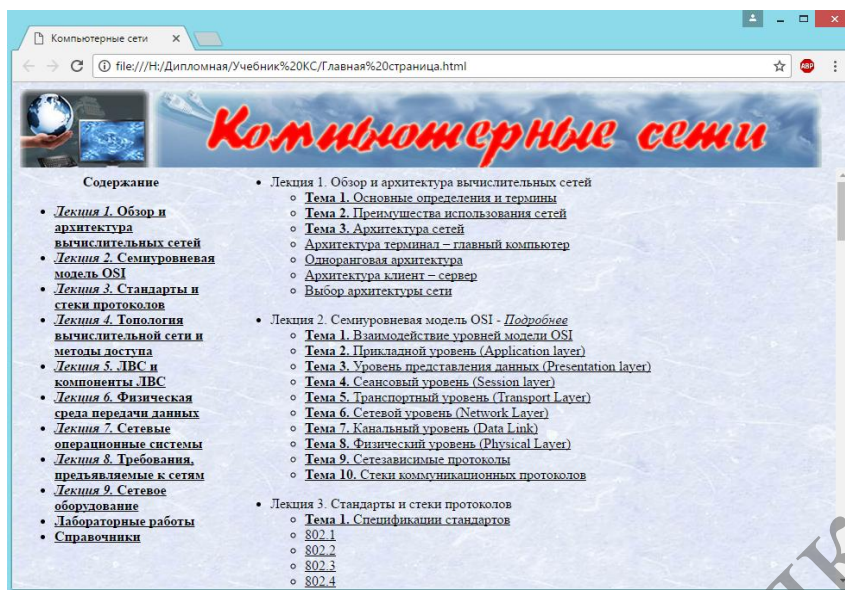 Компьютерные сети
file:///H:/Дипломная/Учебник%20КС/Главная%20страница.html
ABP
Компьютерные сети
Содержание
Лекция 1. Обзор и
архитектура
вычислительных сетей
Лекция 2. Семиуровневая
модель OSI
Лекция 3. Стандарты и
стеки протоколов
Лекция 4. Топология
вычислительной сети и
методы доступа
Лекция 5. ЛВС и
компоненты ЛВС
Лекция 6. Физическая
среда передачи данных
Лекция 7. Сетевые
операционные системы
Лекция 8. Требования,
предъявляемые к сетям
Лекция 9. Сетевое
оборудование
Лабораторные работы
Справочники
Лекция 1. Обзор и архитектура вычислительных сетей
Тема 1. Основные определения и термины
Тема 2. Преимущества использования сетей
Тема 3. Архитектура сетей
Архитектура терминал – главный компьютер
Одноранговая архитектура
Архитектура клиент – сервер
Выбор архитектуры сети
Лекция 2. Семиуровневая модель OSI - Подробнее
Тема 1. Взаимодействие уровней модели OSI
Тема 2. Прикладной уровень (Application layer)
Тема 3. Уровень представления данных (Presentation layer)
Тема 4. Сеансовый уровень (Session layer)
Тема 5. Транспортный уровень (Transport Layer)
Тема 6. Сетевой уровень (Network Layer)
Тема 7. Канальный уровень (Data Link)
Тема 8. Физический уровень (Physical Layer)
Тема 9. Сетезависимые протоколы
Тема 10. Стеки коммуникационных протоколов
Лекция 3. Стандарты и стеки протоколов
Тема 1. Спецификации стандартов
802.1
802.2
802.3
802.4